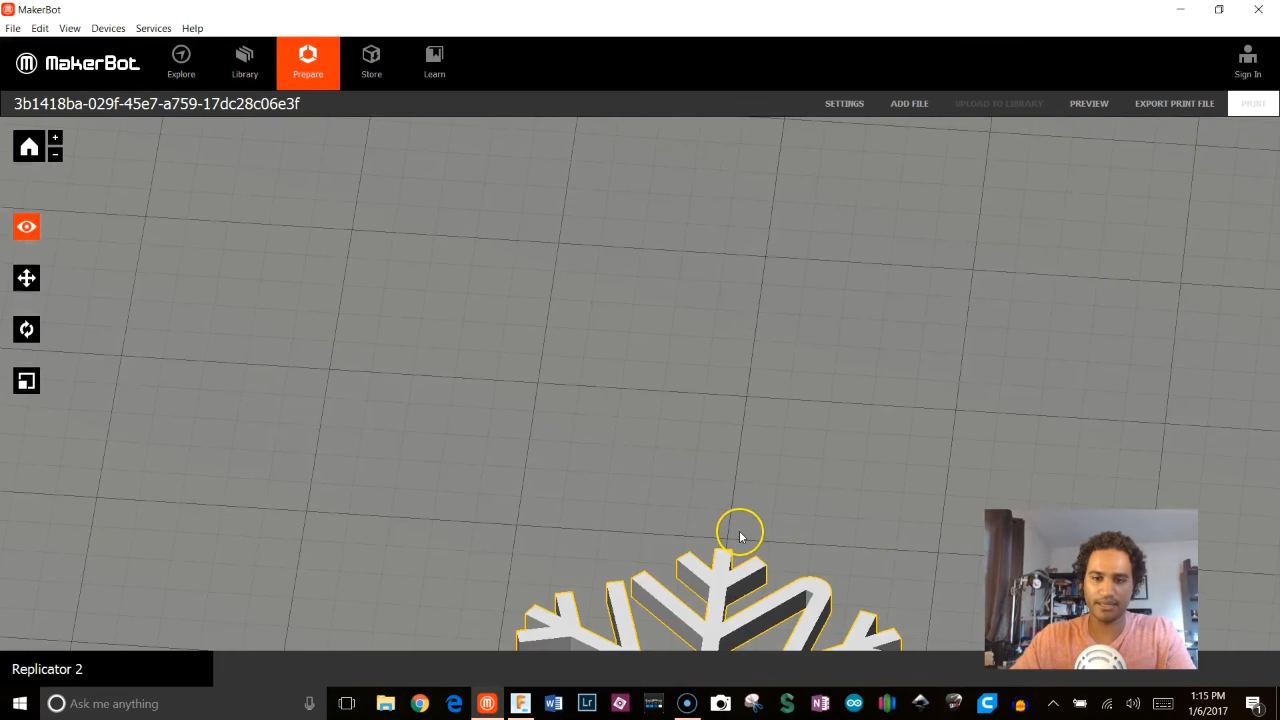 MakerBot
File Edit View Devices Services Help
MakerBot Explore Library Prepare Store Learn Sign In
3b1418ba-029f-45e7-a759-17dc28c06e3f SETTINGS ADD FILE UPLOAD TO LIBRARY PREVIEW EXPORT PRINT FILE PRINT
+
-
Replicator 2
Ask me anything
1:15 PM
1/6/2017